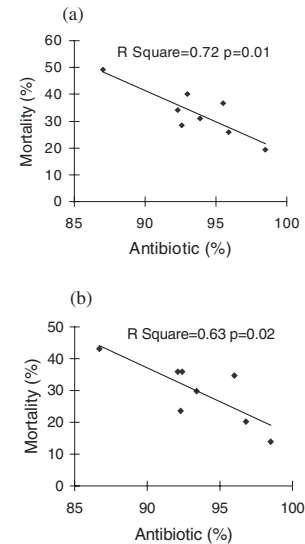 (a)
R Square=0.72 p=0.01
60
50
40
30
20
10
0
85 90 95 100
Mortality (%)
Antibiotic (%)
(b)
R Square=0.63 p=0.02
50
40
30
20
10
0
85 90 95 100
Mortality (%)
Antibiotic (%)